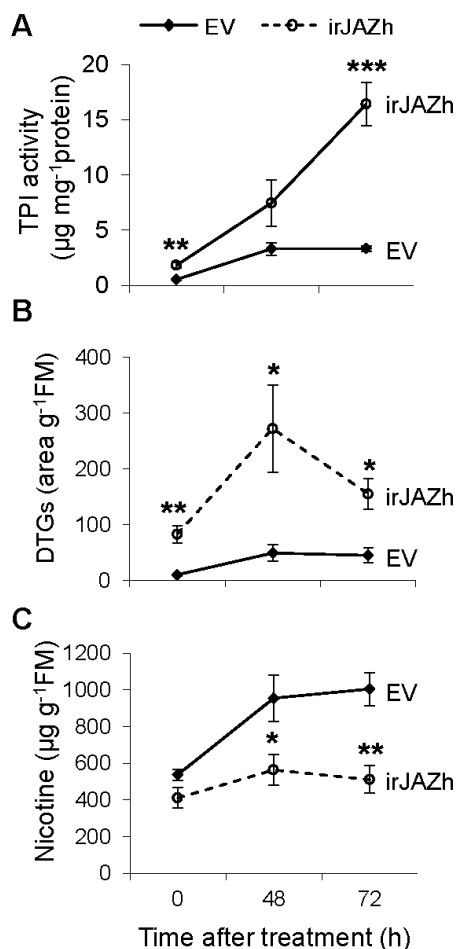 A
EV
irJAZh
TPI activity
(µg mg⁻¹protein)
20
15
10
5
0
**
***
irJAZh
EV
B
DTGs (area g⁻¹FM)
400
300
200
100
0
**
*
*
irJAZh
EV
C
Nicotine (µg g⁻¹FM)
1200
1000
800
600
400
200
0
EV
*
**
irJAZh
0 48 72
Time after treatment (h)